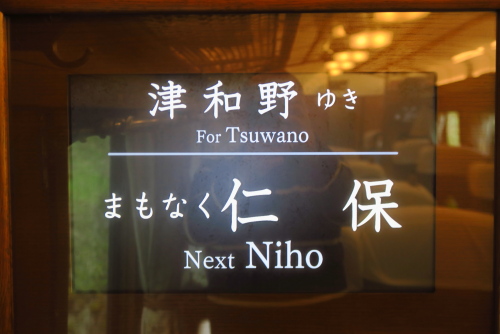 津和野ゆき
For Tsuwano
まもなく仁保
Next Niho